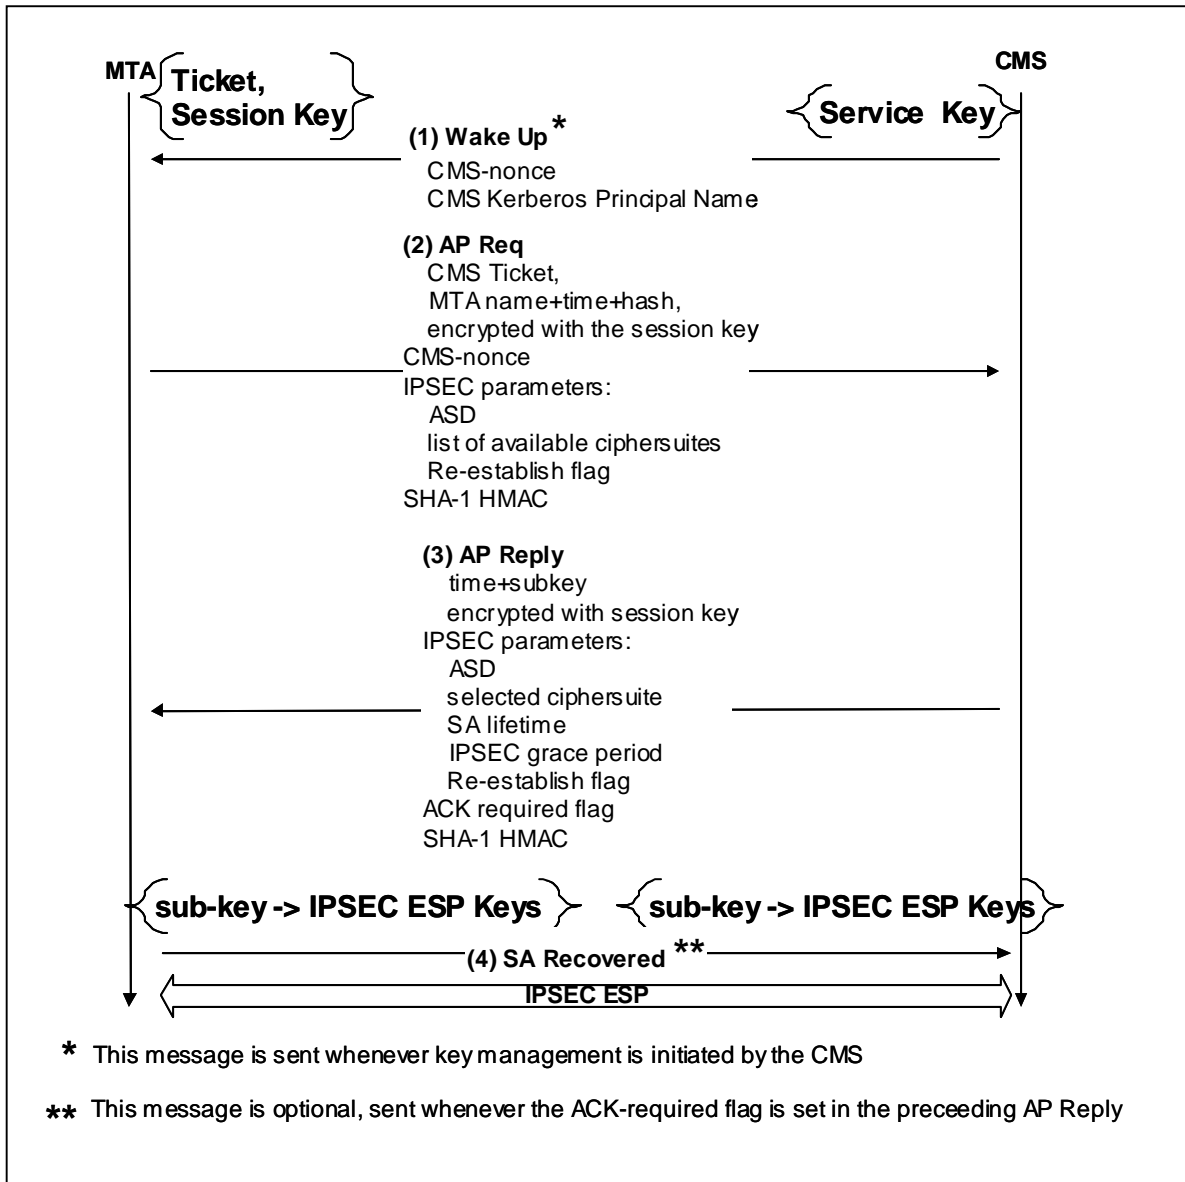 MTA
Ticket,
Session Key
CMS
Service Key
(1) Wake Up *
CMS-nonce
CMS Kerberos Principal Name
(2) AP Req
CMS Ticket,
MTA name+time+hash,
encrypted with the session key
CMS-nonce
IPSEC parameters:
ASD
list of available ciphersuites
Re-establish flag
SHA-1 HMAC
(3) AP Reply
time+subkey
encrypted with session key
IPSEC parameters:
ASD
selected ciphersuite
SA lifetime
IPSEC grace period
Re-establish flag
ACK required flag
SHA-1 HMAC
sub-key -> IPSEC ESP Keys
sub-key -> IPSEC ESP Keys
(4) SA Recovered **
IPSEC ESP
* This message is sent whenever key management is initiated by the CMS
** This message is optional, sent whenever the ACK-required flag is set in the preceeding AP Reply